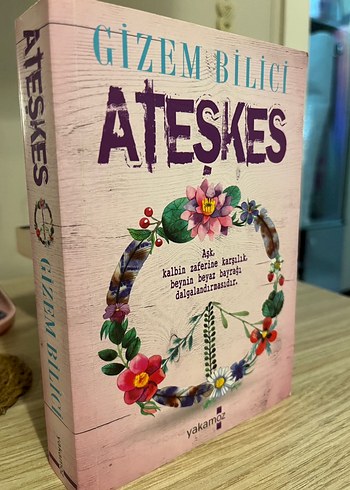 GİZEM BİLİCİ
ATEŞKES
Aşk,
kalbin zaferine karşılık
beynin beyaz bayrağı
dalgalandırmasıdır.
yakamoz
ATEŞKES
GİZEM BİLİCİ